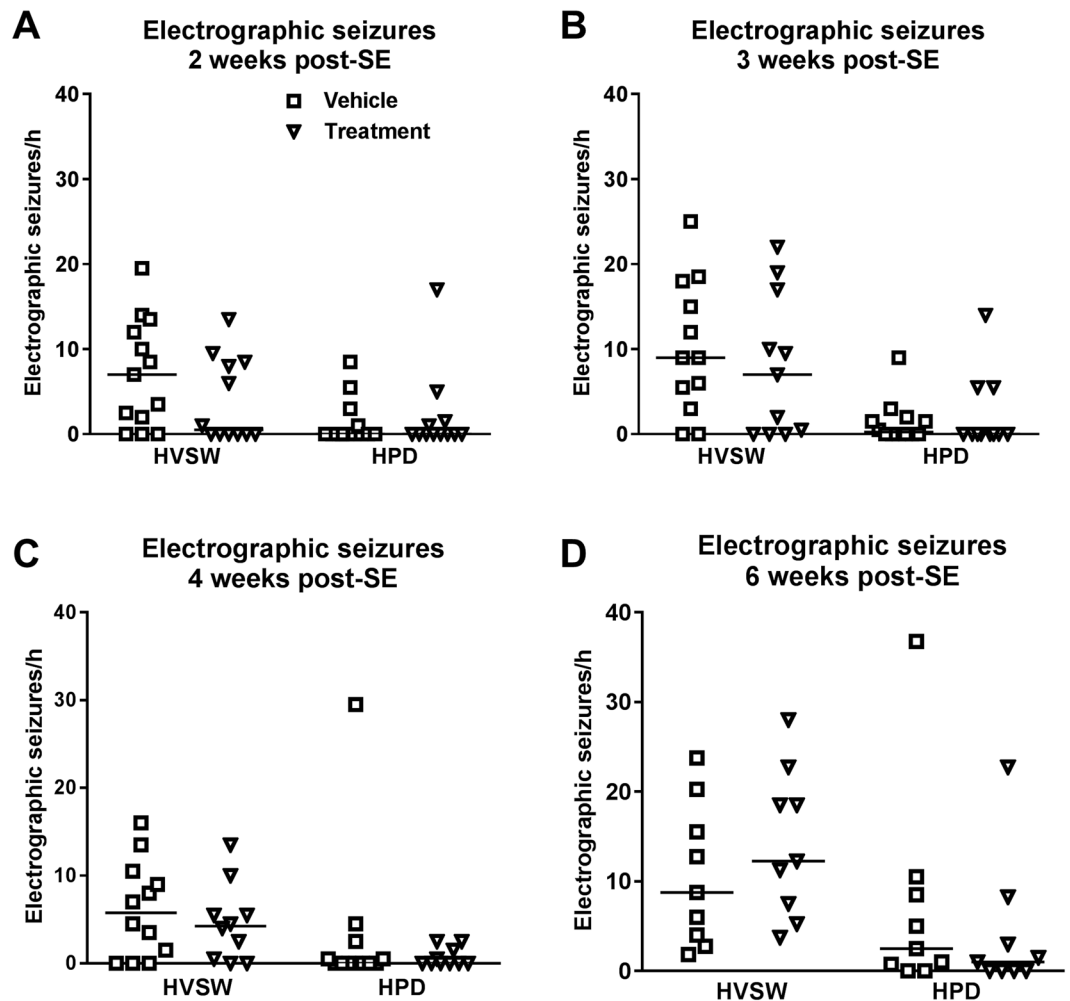 A
Electrographic seizures
2 weeks post-SE
Electrographic seizures/h
40
30
20
10
0
Vehicle
Treatment
HVSW
HPD
B
Electrographic seizures
3 weeks post-SE
Electrographic seizures/h
40
30
20
10
0
HVSW
HPD
C
Electrographic seizures
4 weeks post-SE
Electrographic seizures/h
40
30
20
10
0
HVSW
HPD
D
Electrographic seizures
6 weeks post-SE
Electrographic seizures/h
40
30
20
10
0
HVSW
HPD